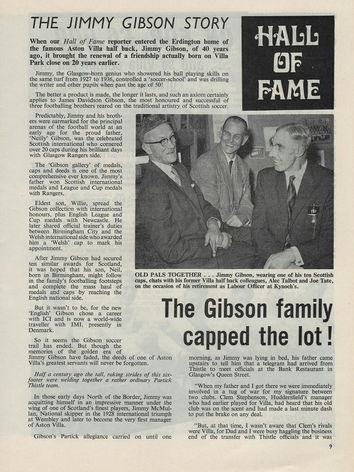 THE JIMMY GIBSON STORY
When our Hall of Fame reporter entered the Erdington home of
the famous Aston Villa half back, Jimmy Gibson, of 40 years
ago, it brought the renewal of a friendship actually born on Villa
Park close on 20 years earlier.
Jimmy, the Glasgow-born genius who showered his ball playing skills on
the same turf from 1927 to 1936, controlled a 'soccer-school' and was drilling
the writer and other pupils when past the age of 50!
The better a product is made, the longer it lasts, and such an axiom certainly
applies to James Davidson Gibson, the most honoured and successful of
three footballing brothers reared on the traditional artistry of Scottish soccer.
HALL
OF
FAME
Predictably, Jimmy and his broth-
ers were earmarked for the principal
arenas of the football world at an
early age for the proud father,
'Neilly' Gibson, was the celebrated
Scottish international who cornered
over 20 caps during his heyday
with Glasgow Rangers side.
The 'Gibson gallery' of medals,
caps and deeds is one of the most
comprehensive ever known. Jimmy's
father won Scottish international
medals and League and Cup medals
with Rangers.
Eldest son, Willie, spread the
Gibson collection with international
honours, plus English League and
Cup medals with Newcastle. He
later shared official trainer's duties
between Birmingham City and the
Welsh international side who awarded
him a 'Welsh' cap to mark his
appointment.
After Jimmy Gibson had secured
ten similar awards for Scotland,
it was hoped that his son, Neil,
born in Birmingham, might follow
in the family's football footsteps
and complete the mass haul of
medals and caps by reaching the
English national side.
But it wasn't to be, for the new
'English' Gibson chose a career
with ICI and is now a world-wide
traveller with IMI, presently in
Denmark.
So it seems the Gibson soccer
trail has ended. But though the
memories of the golden era of
Jimmy Gibson have faded, the deeds of one of Aston
Villa's greatest servants will never be forgotten.
Half a century ago the tall, raking strides of this six-
footer were welding together a rather ordinary Partick
Thistle team.
In those early days North of the Border, Jimmy was
acquitting himself in an impressive manner under the
wing of one of Scotland's finest players, Jimmy McMul-
lan, National skipper in the 1928 international triumph
at Wembley and later to become the very first manager
of Aston Villa.
Gibson's Partick allegiance carried on until one
OLD PALS TOGETHER . . . Jimmy Gibson, wearing one of his ten Scottish
caps, chats with his former Villa half back colleagues, Alec Talbot and Joe Tate,
on the occasion of his retirement as Labour Officer at Kynoch's.
The Gibson family
capped the lot!
morning, as Jimmy was lying in bed, his father came
upstairs to tell him that a telegram had arrived from
Thistle to meet officials at the Bank Restaurant in
Glasgow's Queen Street.
"When my father and I got there we were immediately
involved in a tug of war for my signature between
two clubs. Clem Stephenson, Huddersfield's manager
who had earlier played for Villa, had heard that his old
club was on the scent and had made a last minute dash
to put the brake on any deal.
"But, at that time, I wasn't aware that Clem's rivals
were Villa, for Dad and I were busy haggling the business
end of the transfer with Thistle officials and it was
9